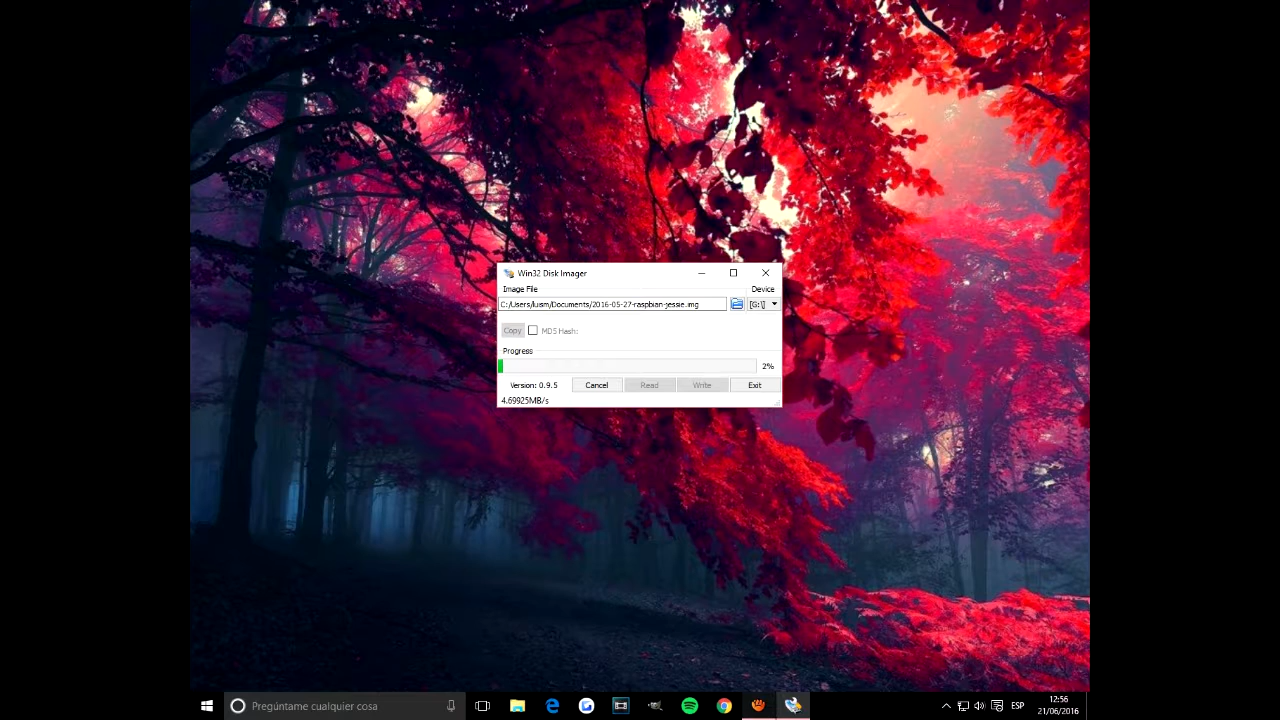 Win32 Disk Imager
Image File
Device
C:/Users/luism/Documents/2016-05-27-raspbian-jessie.img
[G:\]
Copy
MD5 Hash:
Progress
2%
Version: 0.9.5
Cancel
Read
Write
Exit
4.69925MB/s
Pregúntame cualquier cosa
ESP
12:56
21/06/2016